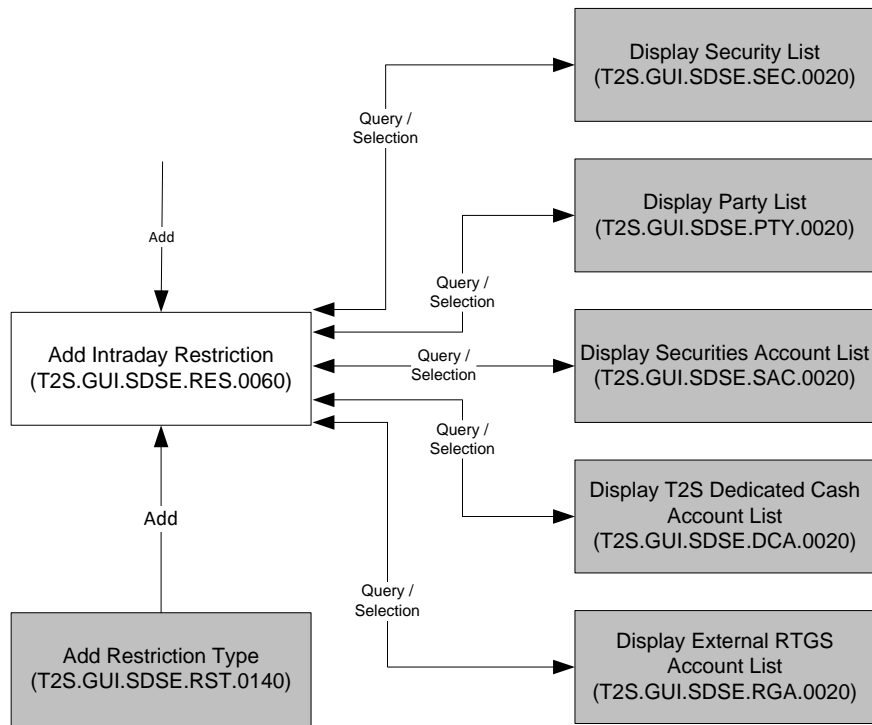 Display Security List
(T2S.GUI.SDSE.SEC.0020)
Query /
Selection
Display Party List
(T2S.GUI.SDSE.PTY.0020)
Add
Query /
Selection
Add Intraday Restriction
(T2S.GUI.SDSE.RES.0060)
Query /
Selection
Display Securities Account List
(T2S.GUI.SDSE.SAC.0020)
Query /
Selection
Display T2S Dedicated Cash
Account List
(T2S.GUI.SDSE.DCA.0020)
Add
Query /
Selection
Add Restriction Type
(T2S.GUI.SDSE.RST.0140)
Display External RTGS
Account List
(T2S.GUI.SDSE.RGA.0020)